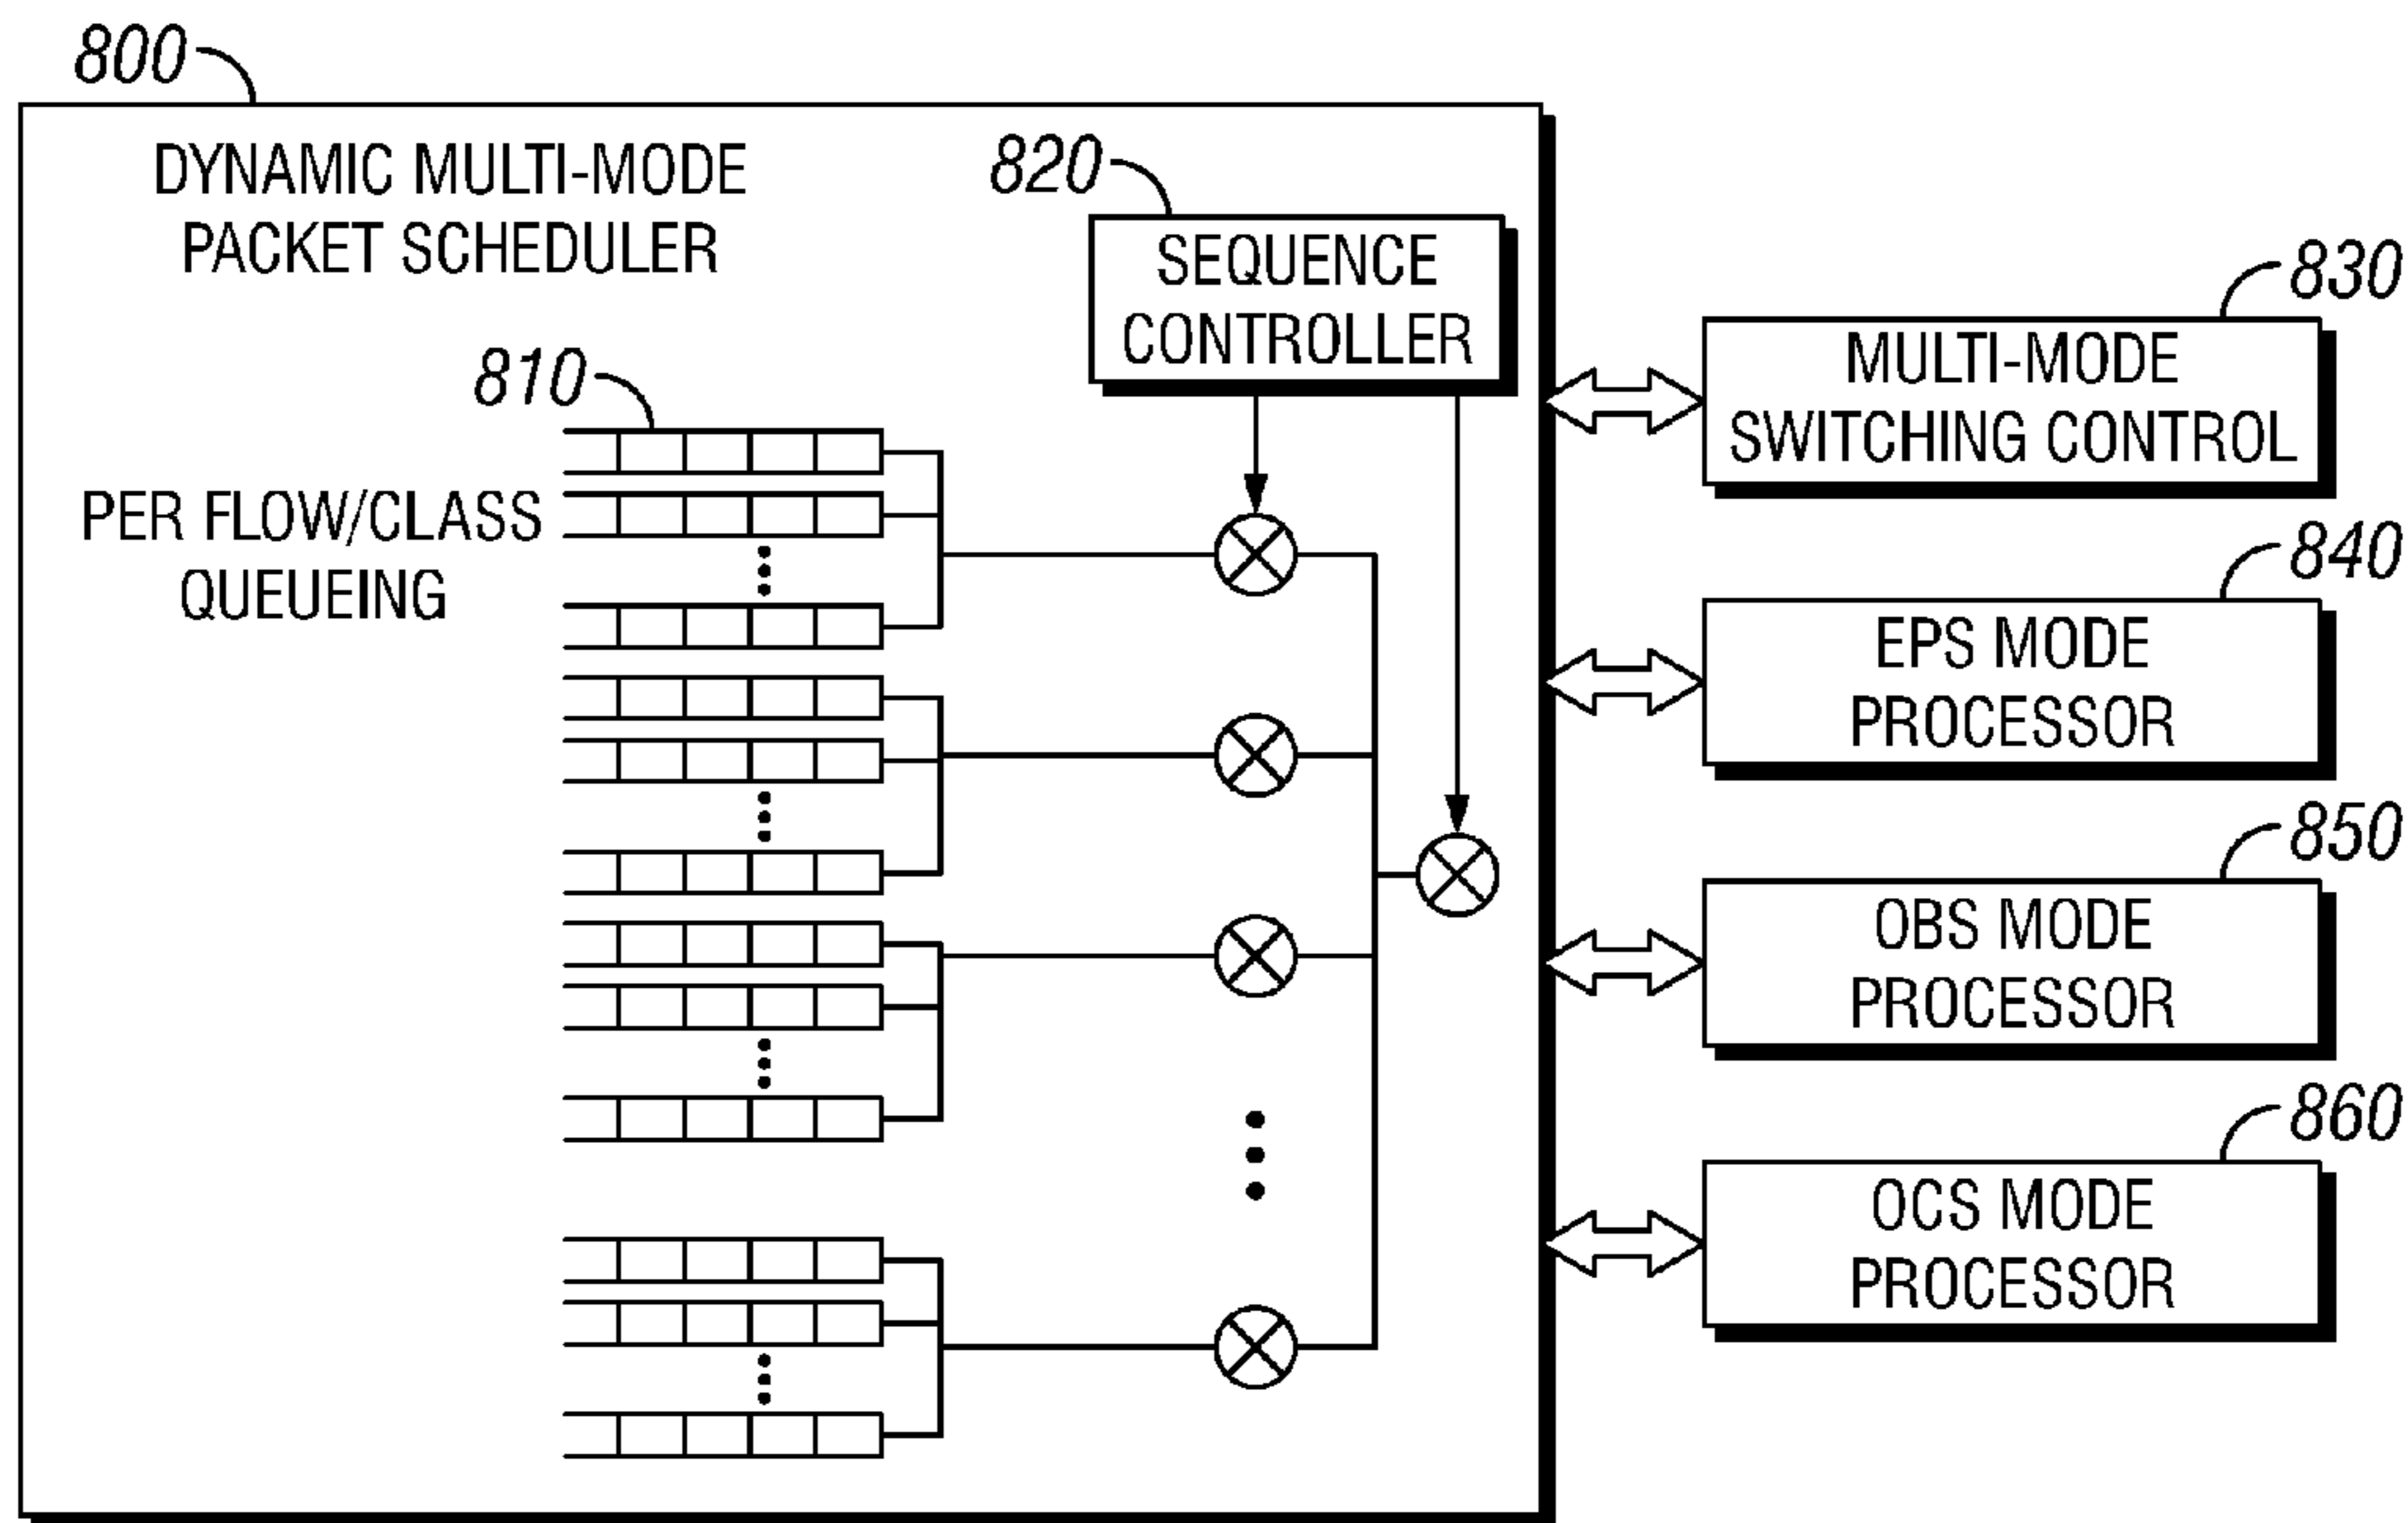 800
DYNAMIC MULTI-MODE
PACKET SCHEDULER
820
SEQUENCE
CONTROLLER
810
PER FLOW/CLASS
QUEUEING
830
MULTI-MODE
SWITCHING CONTROL
840
EPS MODE
PROCESSOR
850
OBS MODE
PROCESSOR
860
OCS MODE
PROCESSOR